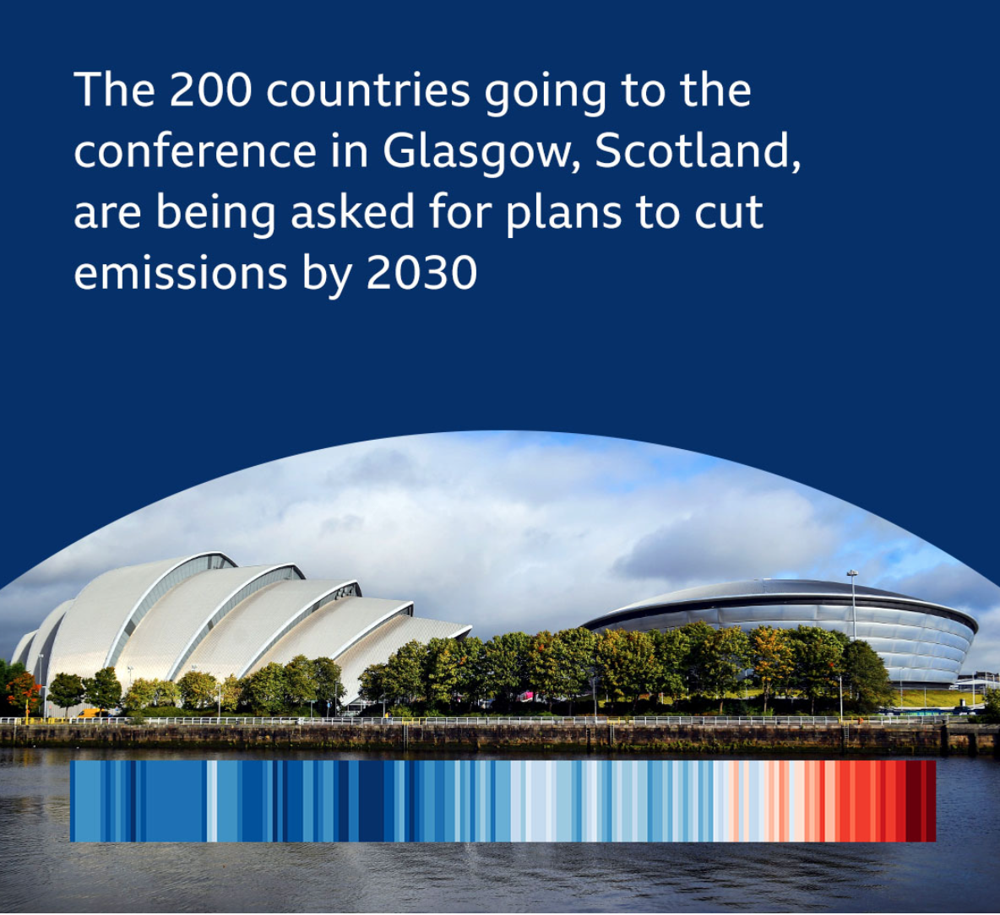 The 200 countries going to the
conference in Glasgow, Scotland,
are being asked for plans to cut
emissions by 2030